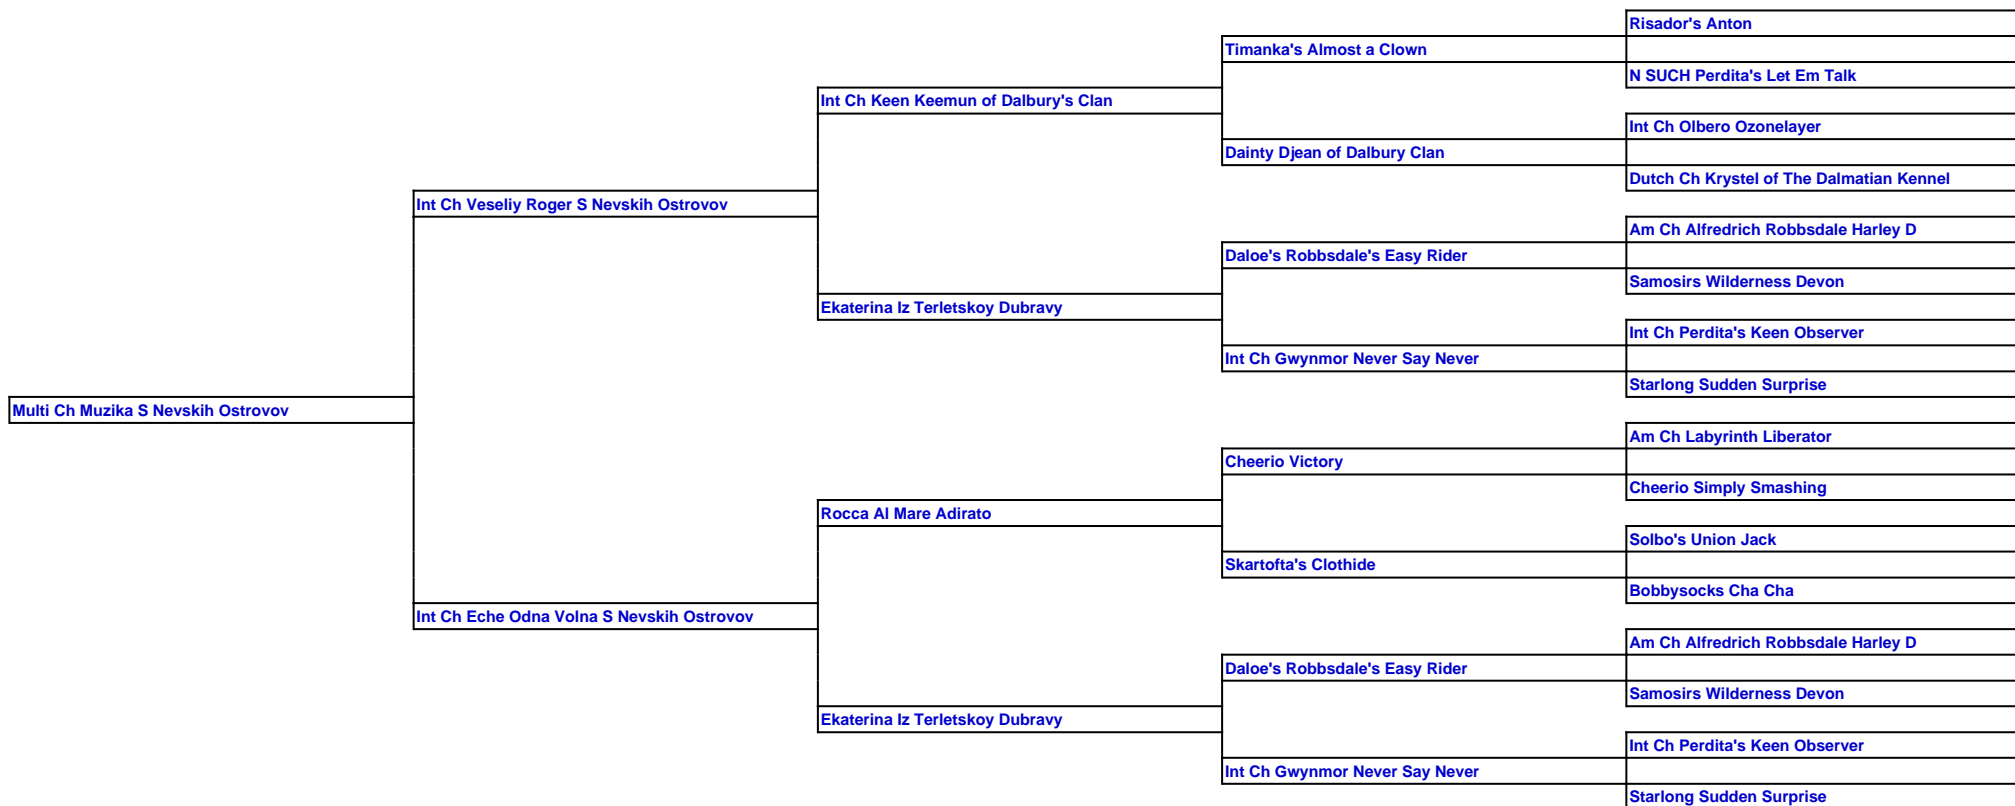 Risador's Anton
Timanka's Almost a Clown
N SUCH Perdita's Let Em Talk
Int Ch Keen Keemun of Dalbury's Clan
Int Ch Olbero Ozonelayer
Dainty Djean of Dalbury Clan
Dutch Ch Krystel of The Dalmatian Kennel
Int Ch Veseliy Roger S Nevskih Ostrovov
Am Ch Alfredrich Robbsdale Harley D
Daloe's Robbsdale's Easy Rider
Samosirs Wilderness Devon
Ekaterina Iz Terletskoy Dubravy
Int Ch Perdita's Keen Observer
Int Ch Gwynmor Never Say Never
Starlong Sudden Surprise
Multi Ch Muzika S Nevskih Ostrovov
Am Ch Labyrinth Liberator
Cheerio Victory
Cheerio Simply Smashing
Rocca Al Mare Adirato
Solbo's Union Jack
Skartofta's Clothide
Bobbysocks Cha Cha
Int Ch Eche Odna Volna S Nevskih Ostrovov
Am Ch Alfredrich Robbsdale Harley D
Daloe's Robbsdale's Easy Rider
Samosirs Wilderness Devon
Ekaterina Iz Terletskoy Dubravy
Int Ch Perdita's Keen Observer
Int Ch Gwynmor Never Say Never
Starlong Sudden Surprise